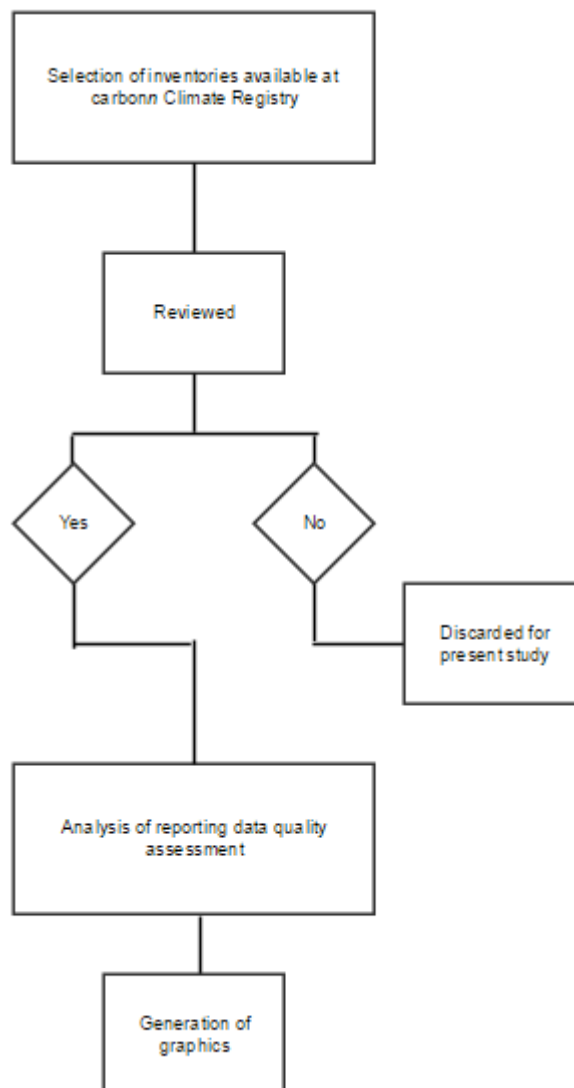 Selection of inventories available at
carbonn Climate Registry
Reviewed
Yes
No
Discarded for
present study
Analysis of reporting data quality
assessment
Generation of
graphics